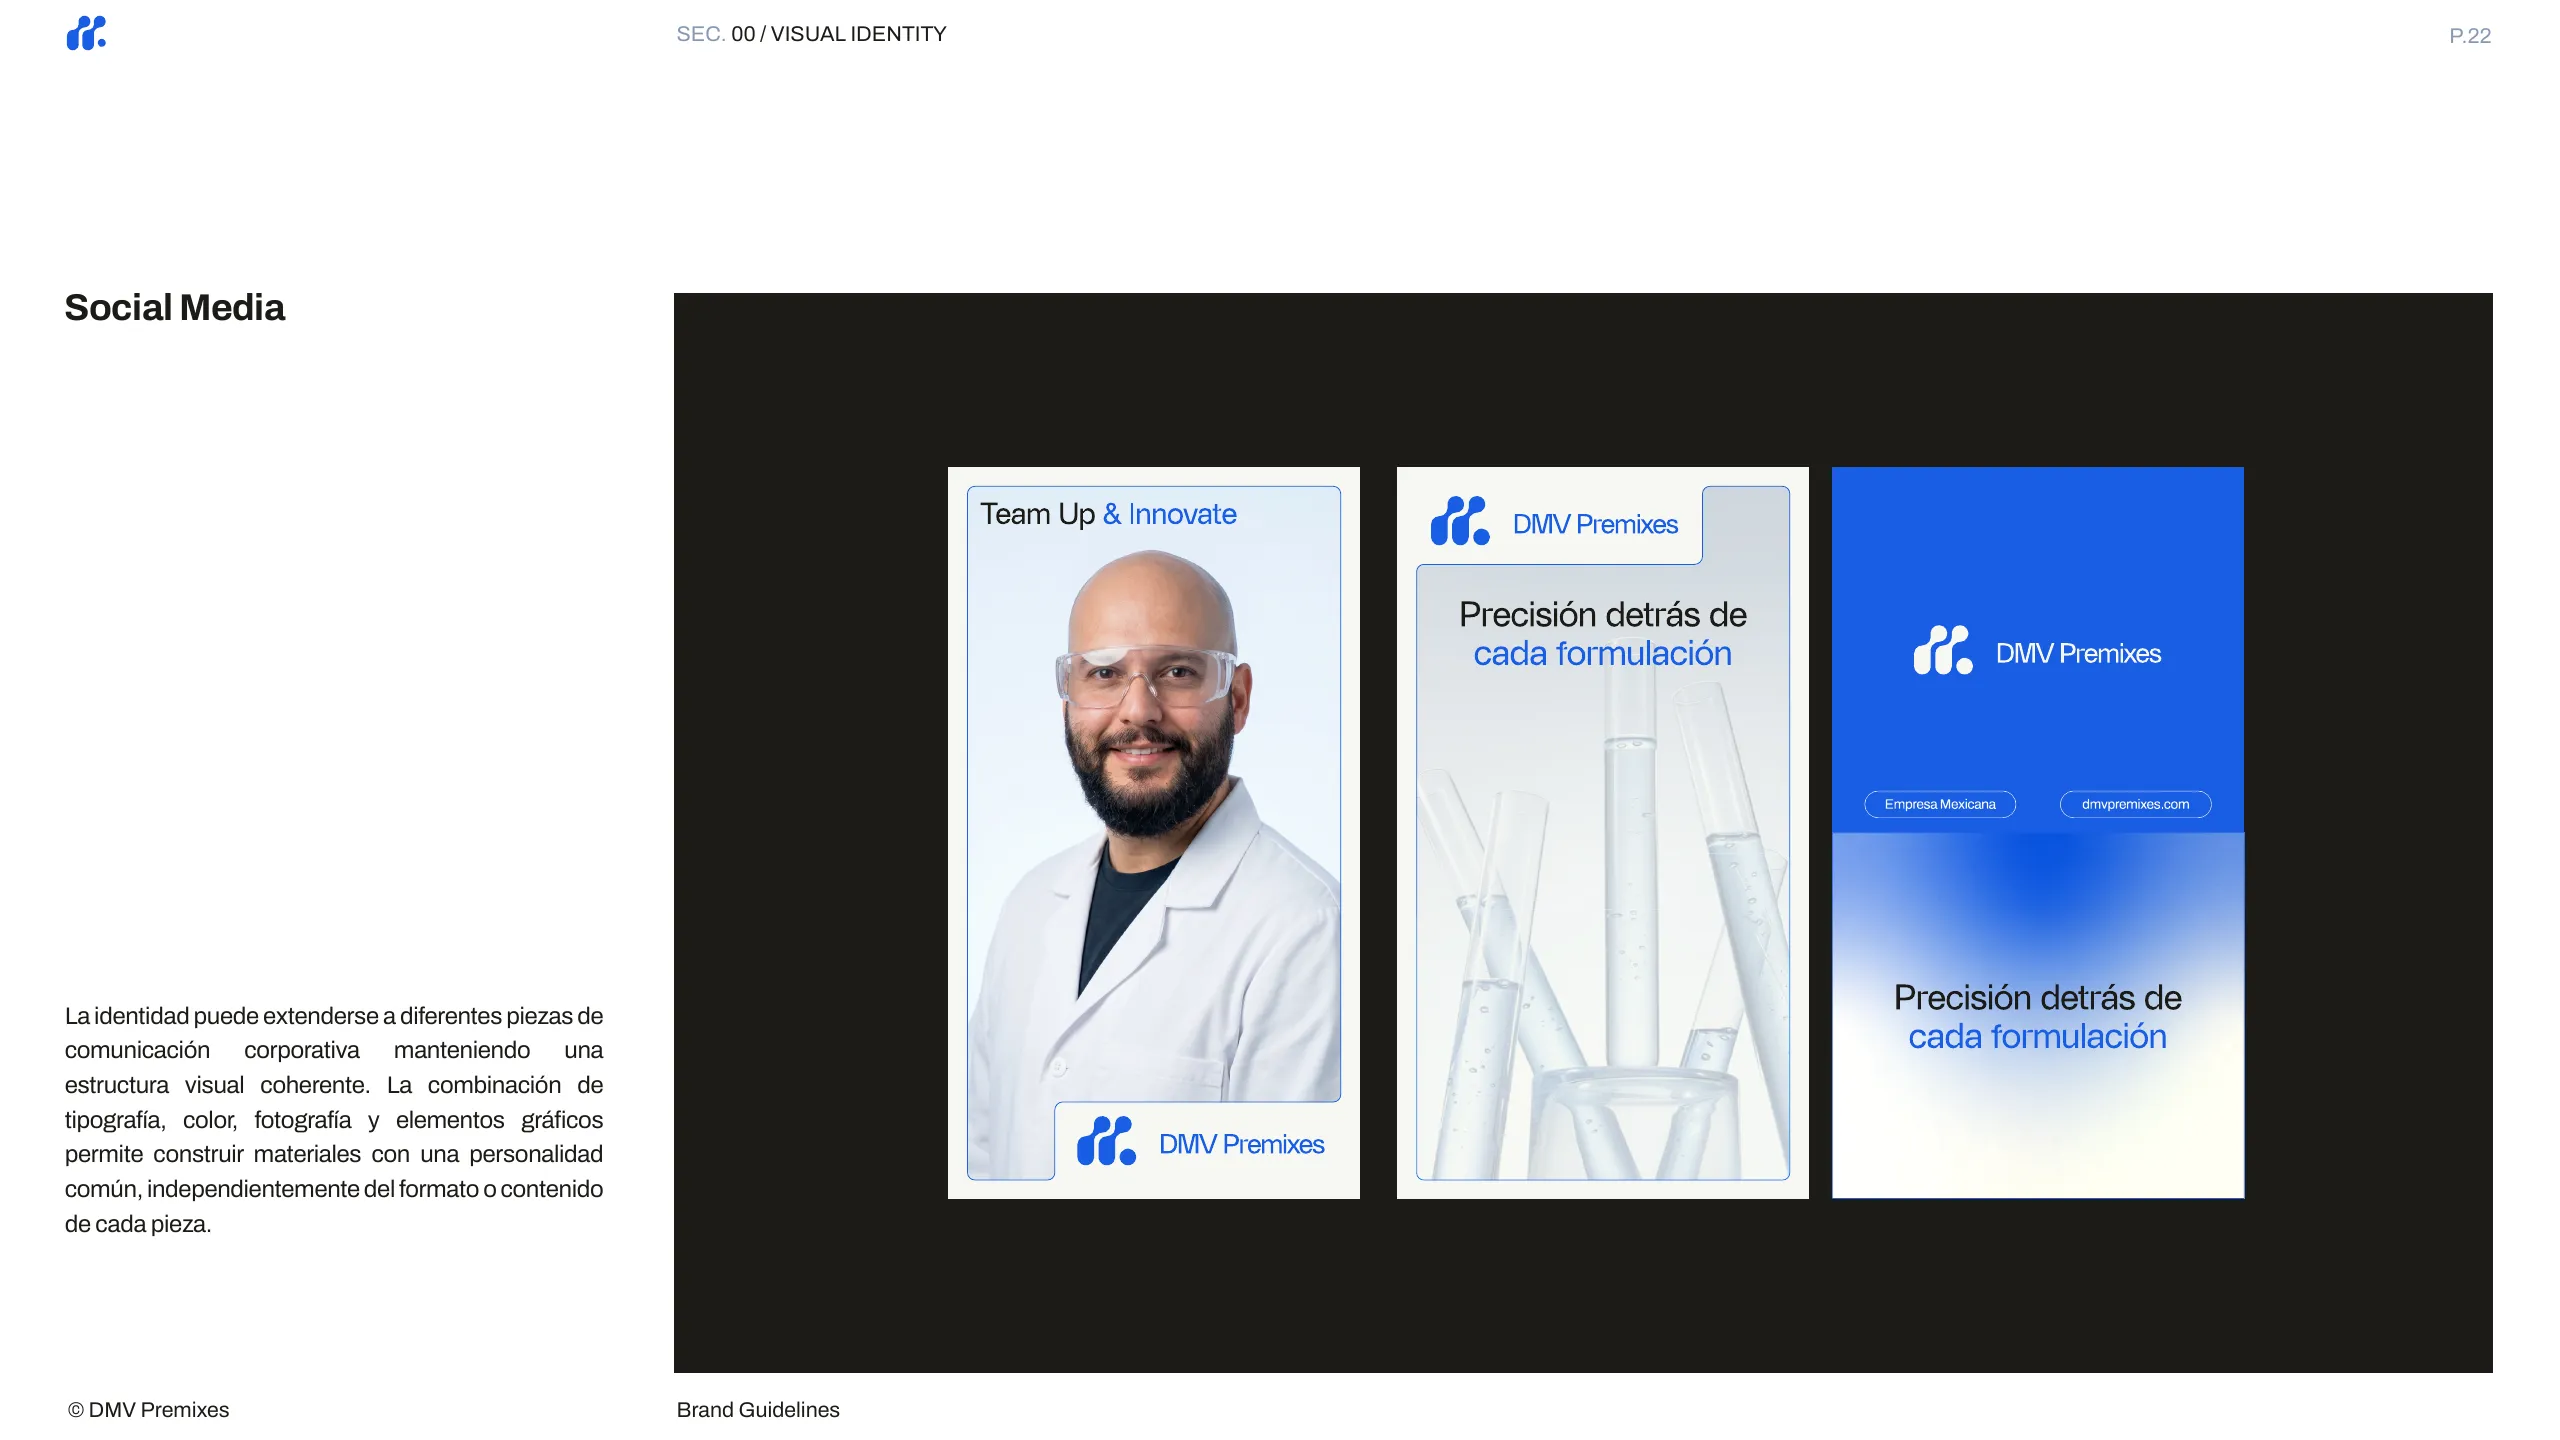 SEC. 00 / VISUAL IDENTITY
P.22
Social Media
La identidad puede extenderse a diferentes piezas de
comunicación corporativa manteniendo una
estructura visual coherente. La combinación de
tipografía, color, fotografía y elementos gráficos
permite construir materiales con una personalidad
común, independientemente del formato o contenido
de cada pieza.
Team Up & Innovate
DMV Premixes
DMV Premixes
Precisión detrás de
cada formulación
DMV Premixes
Empresa Mexicana
dmvpremixes.com
Precisión detrás de
cada formulación
© DMV Premixes
Brand Guidelines